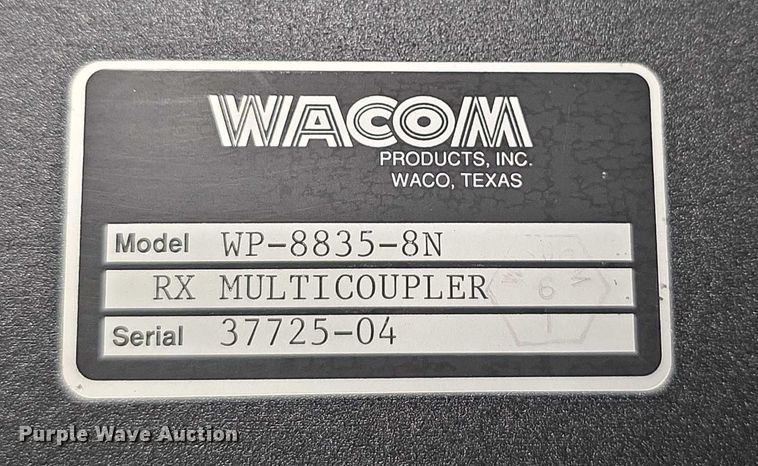 WACOM
PRODUCTS, INC.
WACO, TEXAS
Model WP-8835-8N
RX MULTICOUPLER
Serial 37725-04
Purple Wave Auction